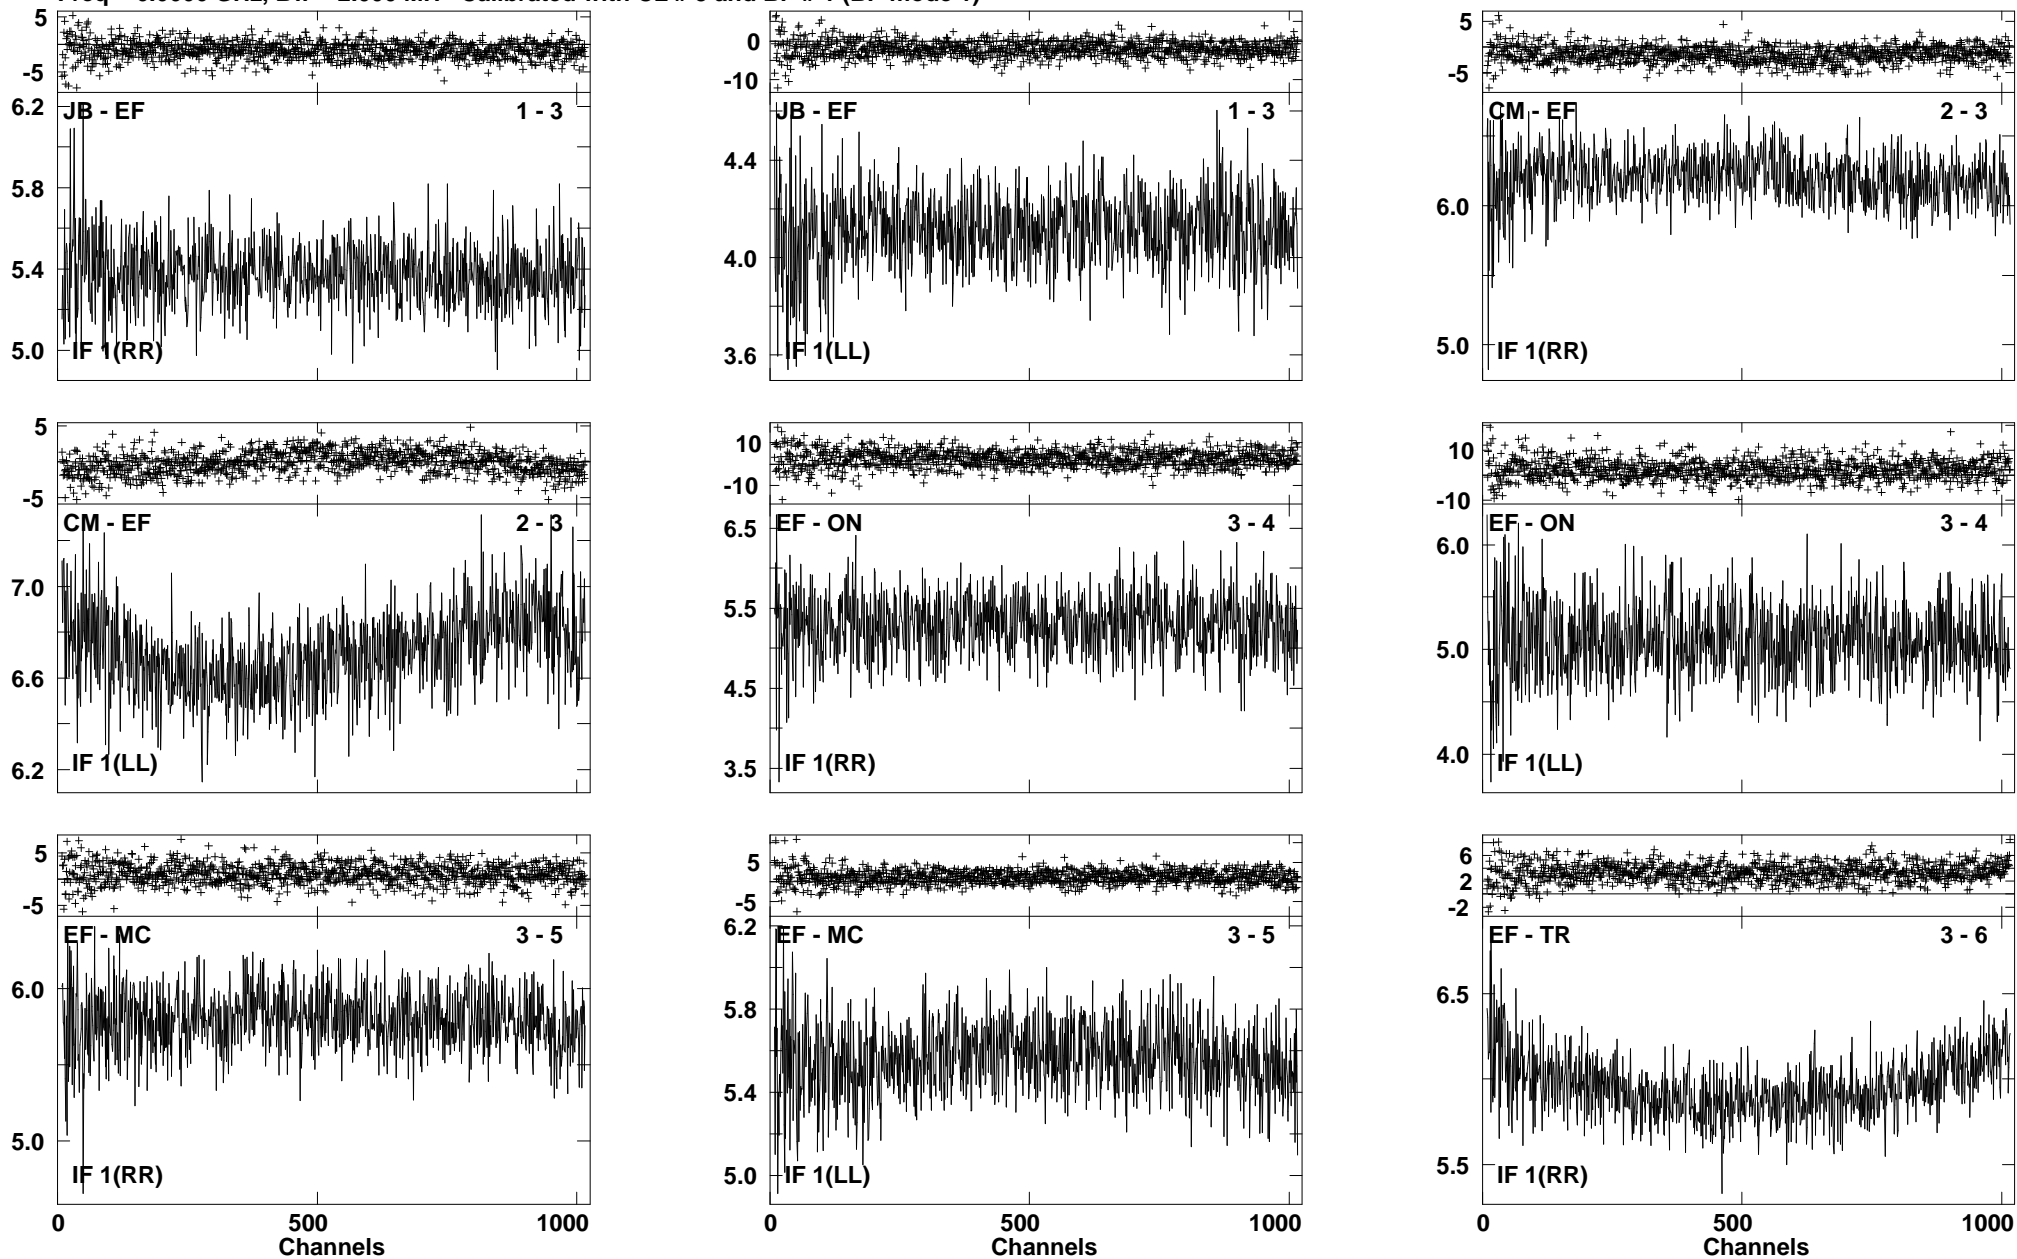 5
-5
6.2
5.8
5.4
5.0
JB - EF
1 - 3
IF 1(RR)
0
-10
4.4
4.0
3.6
JB - EF
1 - 3
IF 1(LL)
5
-5
6.0
5.0
CM - EF
2 - 3
IF 1(RR)
5
-5
7.0
6.6
6.2
CM - EF
2 - 3
IF 1(LL)
10
-10
6.5
5.5
4.5
3.5
EF - ON
3 - 4
IF 1(RR)
10
-10
6.0
5.0
4.0
EF - ON
3 - 4
IF 1(LL)
5
-5
6.0
5.0
EF - MC
3 - 5
IF 1(RR)
0 500 1000
Channels
5
-5
6.2
5.8
5.4
5.0
EF - MC
3 - 5
IF 1(LL)
0 500 1000
Channels
6
2
-2
6.5
5.5
EF - TR
3 - 6
IF 1(RR)
0 500 1000
Channels